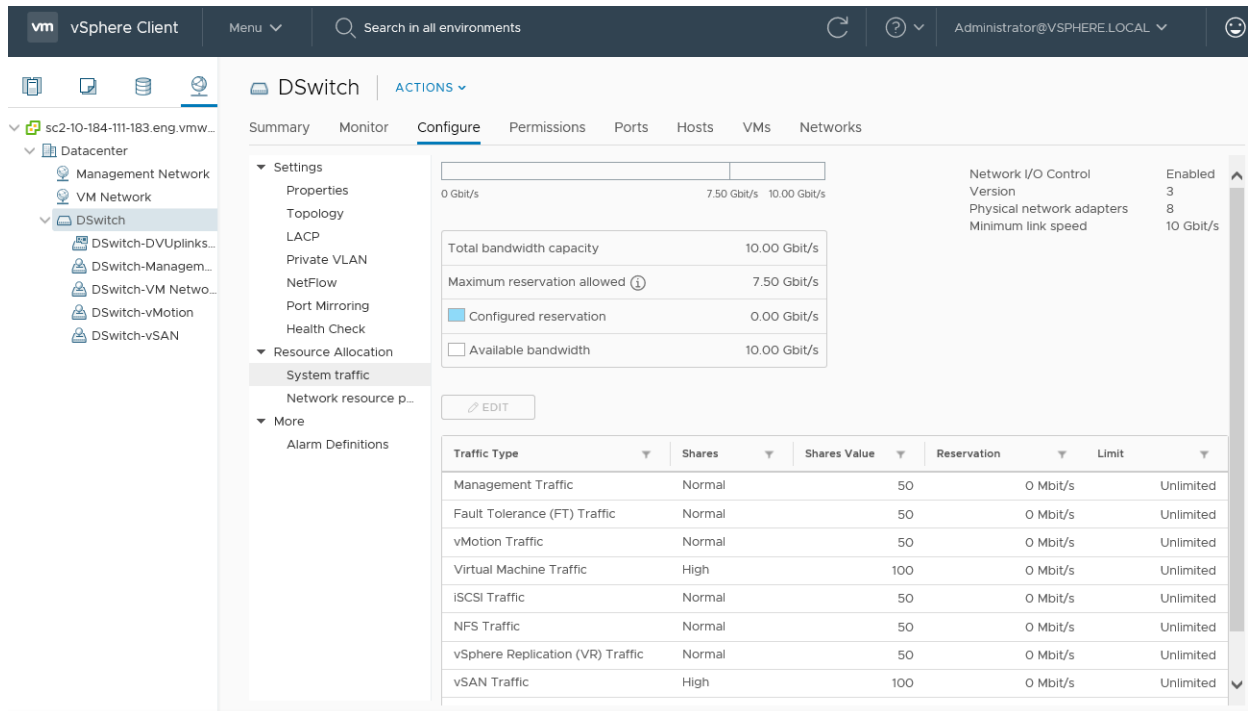 vm vSphere Client Menu Search in all environments Administrator@VSPHERE.LOCAL
DSwitch ACTIONS
Summary Monitor Configure Permissions Ports Hosts VMs Networks
sc2-10-184-111-183.eng.vmw...
Datacenter
Management Network
VM Network
DSwitch
DSwitch-DVUplinks...
DSwitch-Managem...
DSwitch-VM Netwo...
DSwitch-vMotion
DSwitch-vSAN
Settings
Properties
Topology
LACP
Private VLAN
NetFlow
Port Mirroring
Health Check
Resource Allocation
System traffic
Network resource p...
More
Alarm Definitions
0 Gbit/s 7.50 Gbit/s 10.00 Gbit/s
Total bandwidth capacity 10.00 Gbit/s
Maximum reservation allowed 7.50 Gbit/s
Configured reservation 0.00 Gbit/s
Available bandwidth 10.00 Gbit/s
Network I/O Control Enabled
Version 3
Physical network adapters 8
Minimum link speed 10 Gbit/s
EDIT
Traffic Type Shares Shares Value Reservation Limit
Management Traffic Normal 50 0 Mbit/s Unlimited
Fault Tolerance (FT) Traffic Normal 50 0 Mbit/s Unlimited
vMotion Traffic Normal 50 0 Mbit/s Unlimited
Virtual Machine Traffic High 100 0 Mbit/s Unlimited
iSCSI Traffic Normal 50 0 Mbit/s Unlimited
NFS Traffic Normal 50 0 Mbit/s Unlimited
vSphere Replication (VR) Traffic Normal 50 0 Mbit/s Unlimited
vSAN Traffic High 100 0 Mbit/s Unlimited